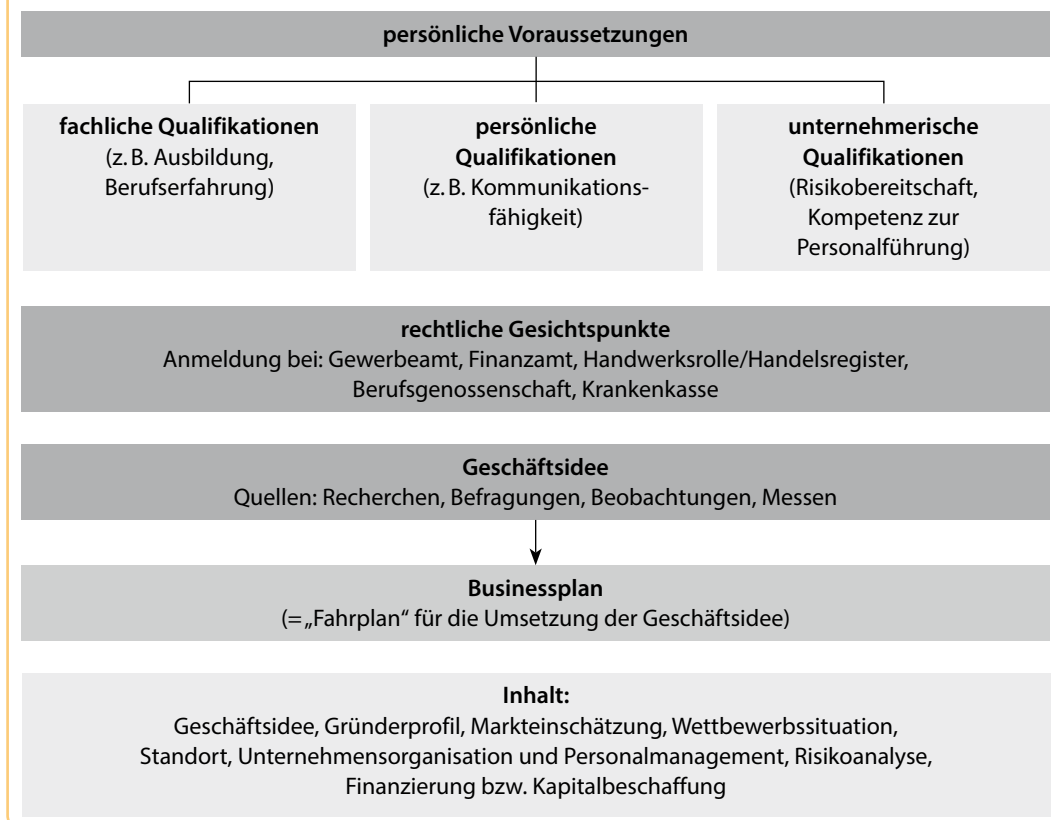 persönliche Voraussetzungen
fachliche Qualifikationen
(z. B. Ausbildung,
Berufserfahrung)
persönliche
Qualifikationen
(z. B. Kommunikations-
fähigkeit)
unternehmerische
Qualifikationen
(Risikobereitschaft,
Kompetenz zur
Personalführung)
rechtliche Gesichtspunkte
Anmeldung bei: Gewerbeamt, Finanzamt, Handwerksrolle/Handelsregister,
Berufsgenossenschaft, Krankenkasse
Geschäftsidee
Quellen: Recherchen, Befragungen, Beobachtungen, Messen
Businessplan
(= „Fahrplan“ für die Umsetzung der Geschäftsidee)
Inhalt:
Geschäftsidee, Gründerprofil, Markteinschätzung, Wettbewerbssituation,
Standort, Unternehmensorganisation und Personalmanagement, Risikoanalyse,
Finanzierung bzw. Kapitalbeschaffung